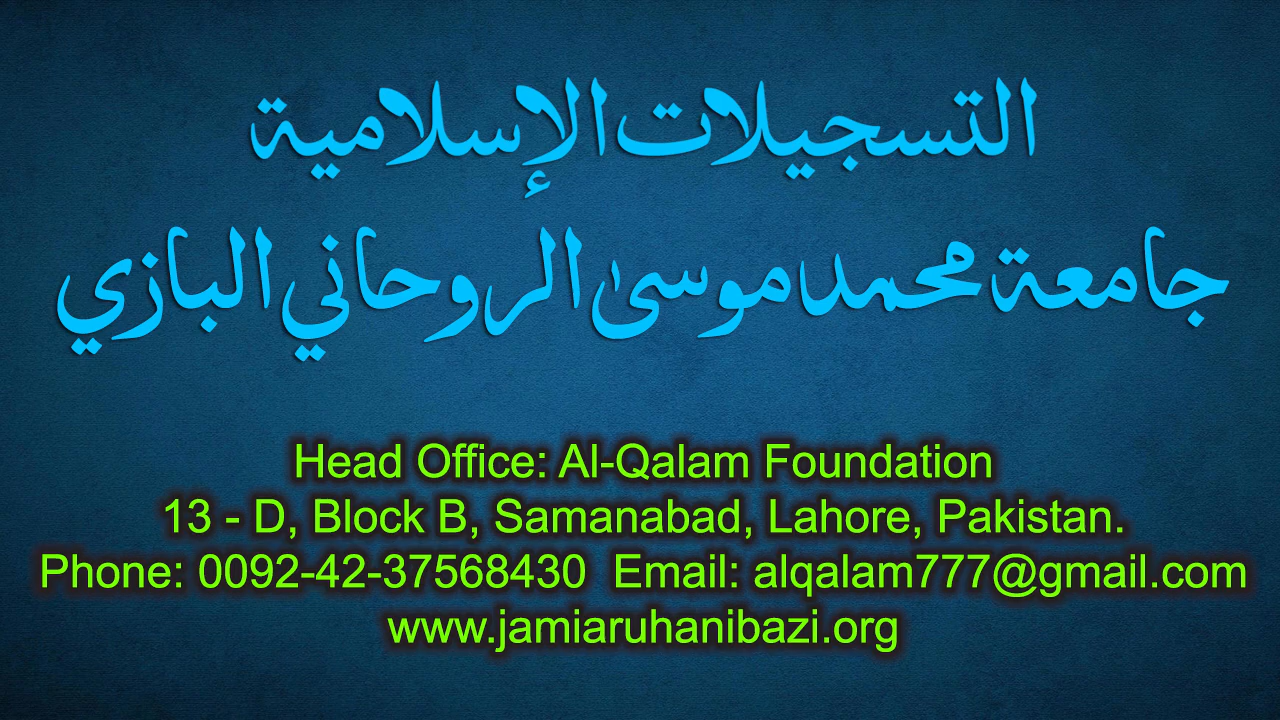 التسجيلات الإسلامية
جامعة محمد موسىٰ الروحاني البازي
Head Office: Al-Qalam Foundation
13 - D, Block B, Samanabad, Lahore, Pakistan.
Phone: 0092-42-37568430  Email: alqalam777@gmail.com
www.jamiaruhanibazi.org